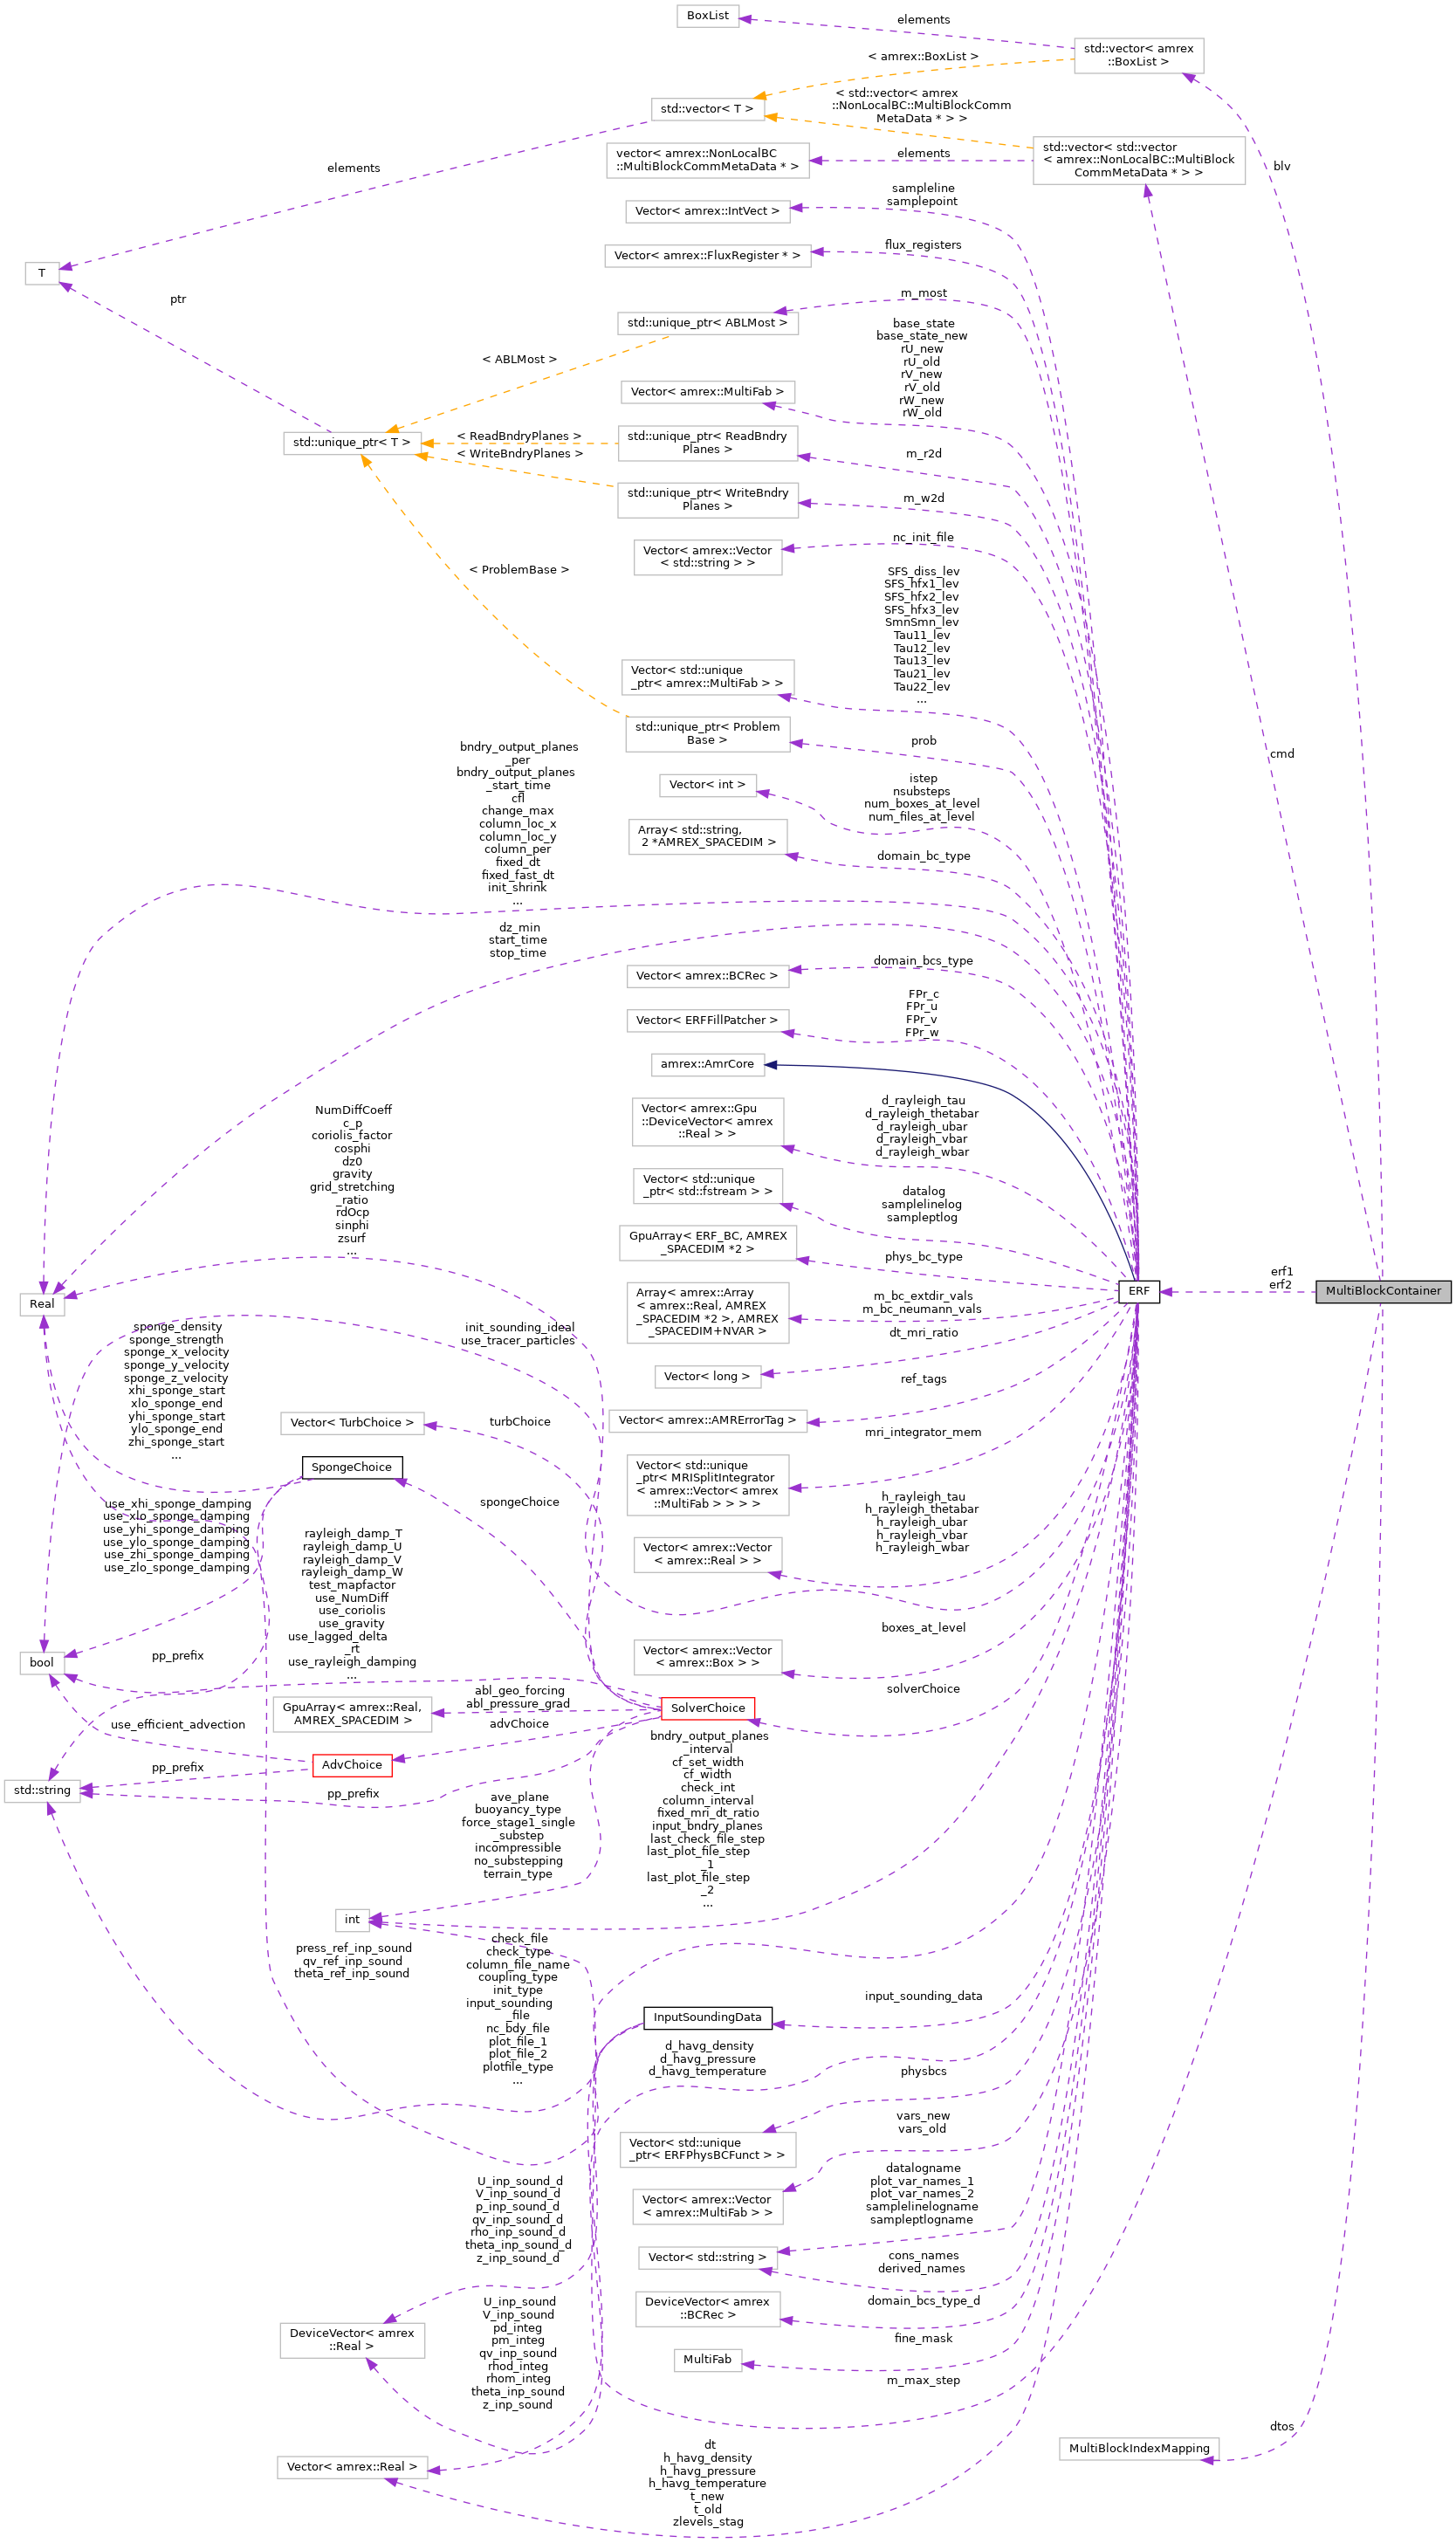 BoxList
elements
std::vector< amrex
::BoxList >
< amrex::BoxList >
std::vector< T >
< std::vector< amrex
::NonLocalBC::MultiBlockComm
MetaData * > >
vector< amrex::NonLocalBC
::MultiBlockCommMetaData * >
elements
std::vector< std::vector
< amrex::NonLocalBC::MultiBlock
CommMetaData * > >
elements
blv
Vector< amrex::IntVect >
sampleline
samplepoint
Vector< amrex::FluxRegister * >
flux_registers
T
ptr
std::unique_ptr< ABLMost >
m_most
< ABLMost >
Vector< amrex::MultiFab >
base_state
base_state_new
rU_new
rU_old
rV_new
rV_old
rW_new
rW_old
std::unique_ptr< T >
< ReadBndryPlanes >
< WriteBndryPlanes >
std::unique_ptr< ReadBndry
Planes >
m_r2d
std::unique_ptr< WriteBndry
Planes >
m_w2d
Vector< amrex::Vector
< std::string > >
nc_init_file
< ProblemBase >
SFS_diss_lev
SFS_hfx1_lev
SFS_hfx2_lev
SFS_hfx3_lev
SmnSmn_lev
Tau11_lev
Tau12_lev
Tau13_lev
Tau21_lev
Tau22_lev
...
Vector< std::unique
_ptr< amrex::MultiFab > >
std::unique_ptr< Problem
Base >
prob
cmd
bndry_output_planes
_per
bndry_output_planes
_start_time
cfl
change_max
column_loc_x
column_loc_y
column_per
fixed_dt
fixed_fast_dt
init_shrink
...
Vector< int >
istep
nsubsteps
num_boxes_at_level
num_files_at_level
Array< std::string,
2 *AMREX_SPACEDIM >
domain_bc_type
dz_min
start_time
stop_time
Vector< amrex::BCRec >
domain_bcs_type
Vector< ERFFillPatcher >
FPr_c
FPr_u
FPr_v
FPr_w
amrex::AmrCore
NumDiffCoeff
c_p
coriolis_factor
cosphi
dz0
gravity
grid_stretching
_ratio
rdOcp
sinphi
zsurf
...
Vector< amrex::Gpu
::DeviceVector< amrex
::Real > >
d_rayleigh_tau
d_rayleigh_thetabar
d_rayleigh_ubar
d_rayleigh_vbar
d_rayleigh_wbar
Vector< std::unique
_ptr< std::fstream > >
datalog
samplelinelog
sampleptlog
GpuArray< ERF_BC, AMREX
_SPACEDIM *2 >
phys_bc_type
Real
Array< amrex::Array
< amrex::Real, AMREX
_SPACEDIM *2 >, AMREX
_SPACEDIM+NVAR >
m_bc_extdir_vals
m_bc_neumann_vals
ERF
erf1
erf2
MultiBlockContainer
sponge_density
sponge_strength
sponge_x_velocity
sponge_y_velocity
sponge_z_velocity
xhi_sponge_start
xlo_sponge_end
yhi_sponge_start
ylo_sponge_end
zhi_sponge_start
...
init_sounding_ideal
use_tracer_particles
Vector< long >
dt_mri_ratio
Vector< TurbChoice >
turbChoice
Vector< amrex::AMRErrorTag >
ref_tags
SpongeChoice
spongeChoice
Vector< std::unique
_ptr< MRISplitIntegrator
< amrex::Vector< amrex
::MultiFab > > > >
mri_integrator_mem
use_xhi_sponge_damping
use_xlo_sponge_damping
use_yhi_sponge_damping
use_ylo_sponge_damping
use_zhi_sponge_damping
use_zlo_sponge_damping
rayleigh_damp_T
rayleigh_damp_U
rayleigh_damp_V
rayleigh_damp_W
test_mapfactor
use_NumDiff
use_coriolis
use_gravity
use_lagged_delta
_rt
use_rayleigh_damping
...
Vector< amrex::Vector
< amrex::Real > >
h_rayleigh_tau
h_rayleigh_thetabar
h_rayleigh_ubar
h_rayleigh_vbar
h_rayleigh_wbar
bool
pp_prefix
Vector< amrex::Vector
< amrex::Box > >
boxes_at_level
GpuArray< amrex::Real,
AMREX_SPACEDIM >
abl_geo_forcing
abl_pressure_grad
SolverChoice
solverChoice
use_efficient_advection
advChoice
AdvChoice
pp_prefix
std::string
pp_prefix
bndry_output_planes
_interval
cf_set_width
cf_width
check_int
column_interval
fixed_mri_dt_ratio
input_bndry_planes
last_check_file_step
last_plot_file_step
_1
last_plot_file_step
_2
...
ave_plane
buoyancy_type
force_stage1_single
_substep
incompressible
no_substepping
terrain_type
int
press_ref_inp_sound
qv_ref_inp_sound
theta_ref_inp_sound
check_file
check_type
column_file_name
coupling_type
init_type
input_sounding
_file
nc_bdy_file
plot_file_1
plot_file_2
plotfile_type
...
InputSoundingData
input_sounding_data
d_havg_density
d_havg_pressure
d_havg_temperature
physbcs
Vector< std::unique
_ptr< ERFPhysBCFunct > >
vars_new
vars_old
Vector< amrex::Vector
< amrex::MultiFab > >
datalogname
plot_var_names_1
plot_var_names_2
samplelinelogname
sampleptlogname
U_inp_sound_d
V_inp_sound_d
p_inp_sound_d
qv_inp_sound_d
rho_inp_sound_d
theta_inp_sound_d
z_inp_sound_d
Vector< std::string >
cons_names
derived_names
DeviceVector< amrex
::BCRec >
domain_bcs_type_d
DeviceVector< amrex
::Real >
U_inp_sound
V_inp_sound
pd_integ
pm_integ
qv_inp_sound
rhod_integ
rhom_integ
theta_inp_sound
z_inp_sound
MultiFab
fine_mask
m_max_step
dtos
MultiBlockIndexMapping
Vector< amrex::Real >
dt
h_havg_density
h_havg_pressure
h_havg_temperature
t_new
t_old
zlevels_stag